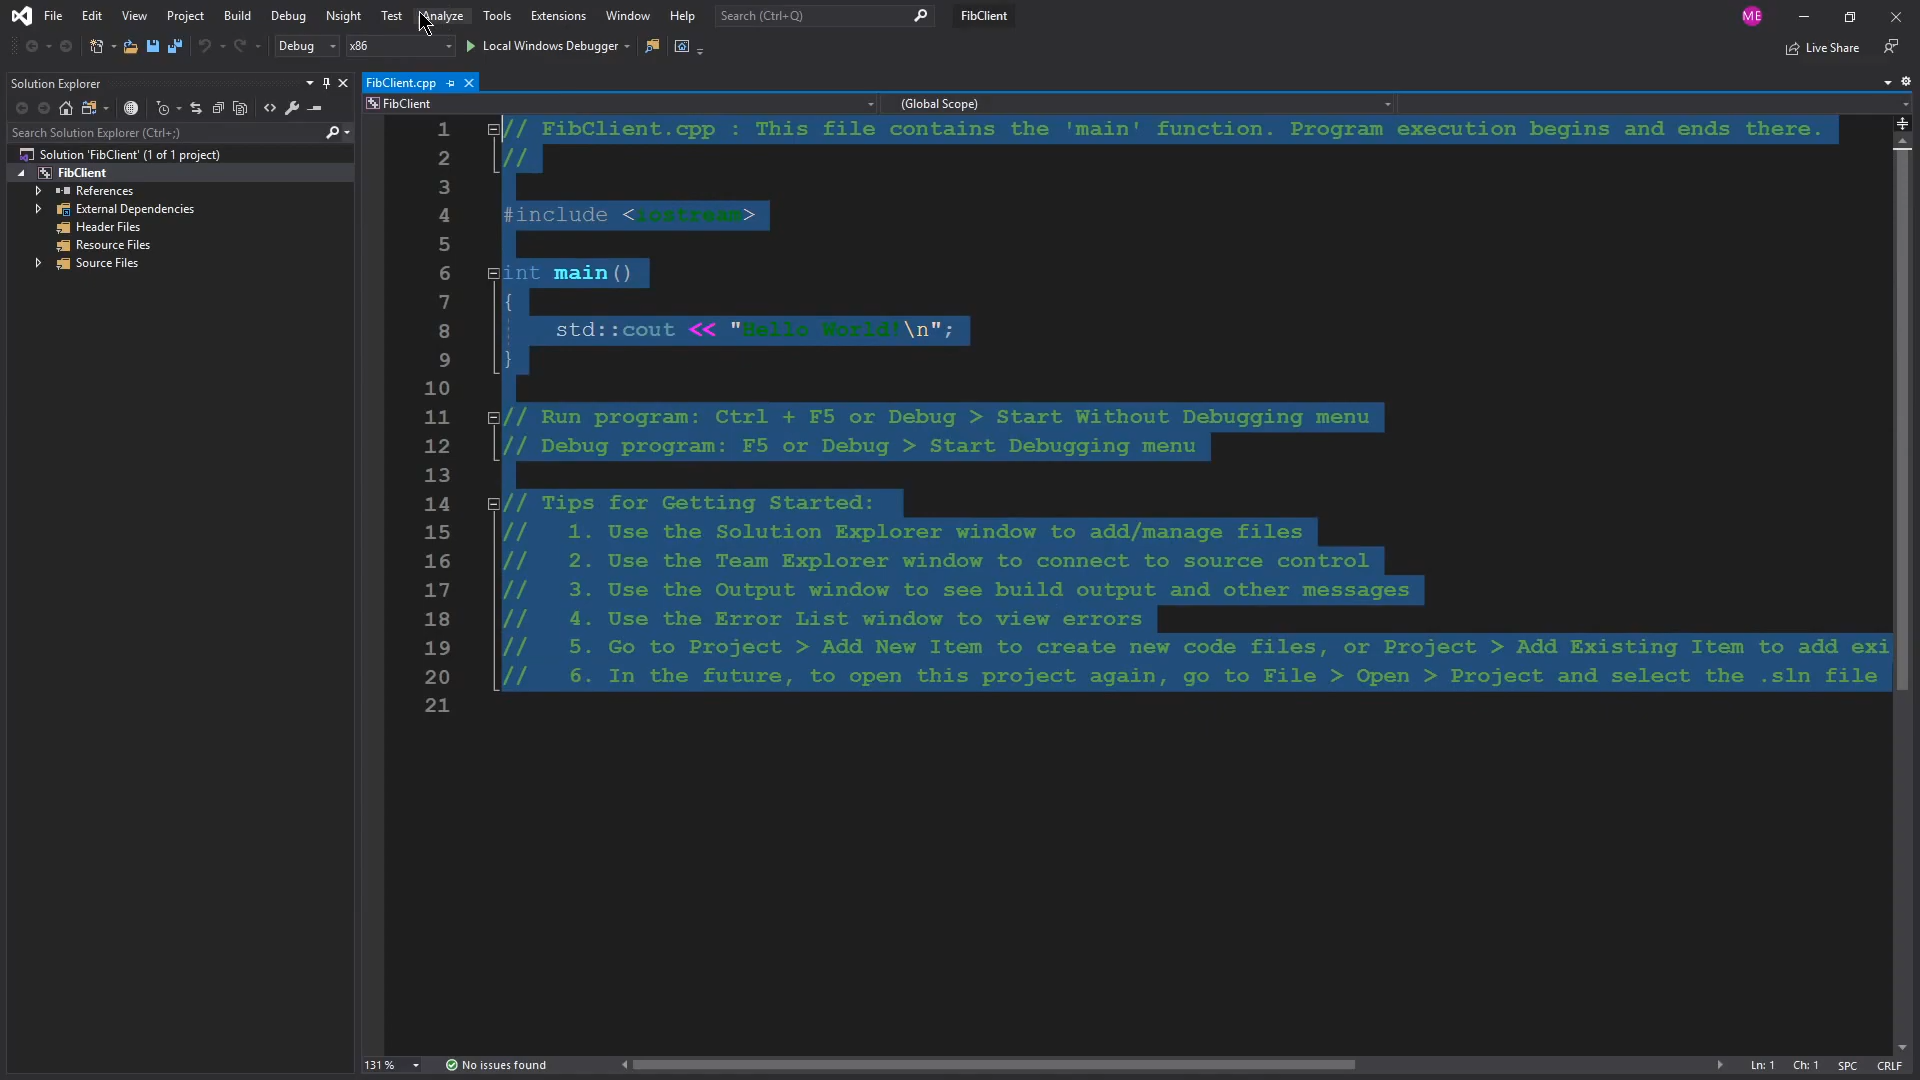 File Edit View Project Build Debug Nsight Test Analyze Tools Extensions Window Help Search (Ctrl+Q) FibClient ME
Debug x86 Local Windows Debugger Live Share
Solution Explorer
Search Solution Explorer (Ctrl+;)
Solution 'FibClient' (1 of 1 project)
FibClient
References
External Dependencies
Header Files
Resource Files
Source Files
FibClient.cpp
FibClient (Global Scope)
1 // FibClient.cpp : This file contains the 'main' function. Program execution begins and ends there.
2 //
3
4 #include <iostream>
5
6 int main()
7 {
8 std::cout << "Hello World!\n";
9 }
10
11 // Run program: Ctrl + F5 or Debug > Start Without Debugging menu
12 // Debug program: F5 or Debug > Start Debugging menu
13
14 // Tips for Getting Started:
15 // 1. Use the Solution Explorer window to add/manage files
16 // 2. Use the Team Explorer window to connect to source control
17 // 3. Use the Output window to see build output and other messages
18 // 4. Use the Error List window to view errors
19 // 5. Go to Project > Add New Item to create new code files, or Project > Add Existing Item to add exi
20 // 6. In the future, to open this project again, go to File > Open > Project and select the .sln file
21
131 % No issues found Ln: 1 Ch: 1 SPC CRLF